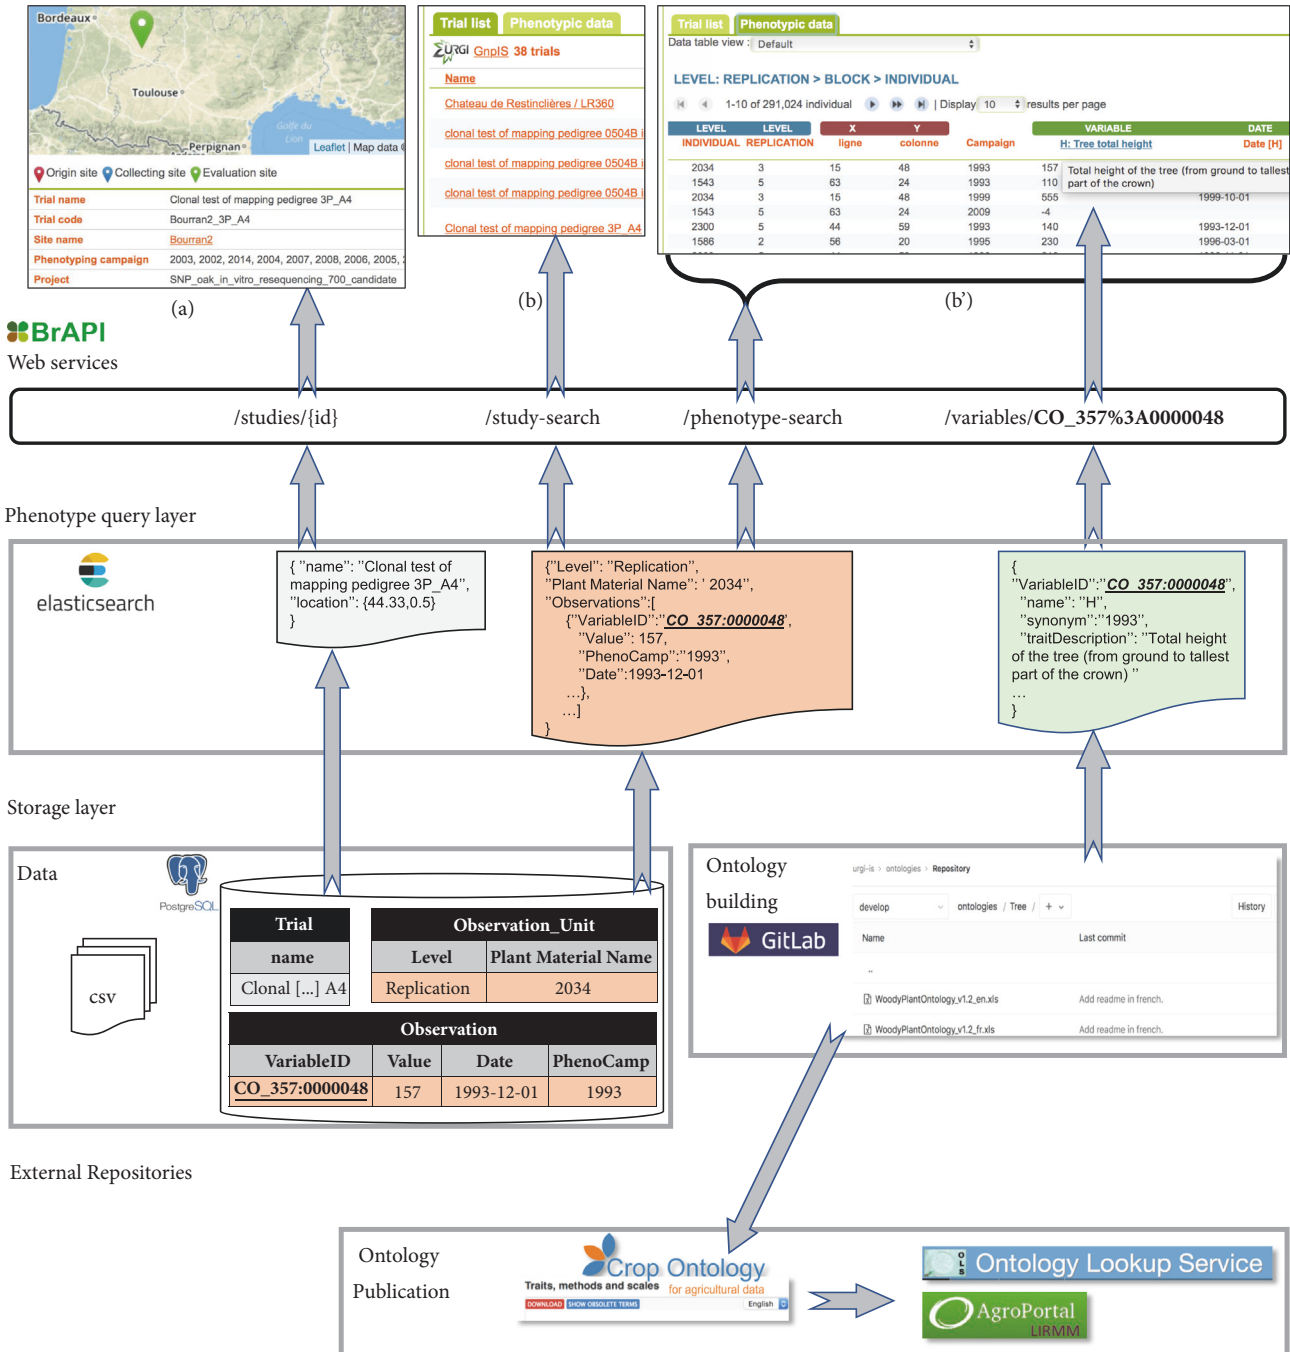 Bordeaux
Toulouse
Golfe du
Lion
Perpignan
Leaflet | Map data ©
Origin site Collecting site Evaluation site
Trial name Clonal test of mapping pedigree 3P_A4
Trial code Bourran2_3P_A4
Site name Bourran2
Phenotyping campaign 2003, 2002, 2014, 2004, 2007, 2008, 2006, 2005,
Project SNP_oak_in_vitro_resequencing_700_candidate
(a)
Trial list Phenotypic data
URGI GnpIS 38 trials
Name
Chateau de Restinclières / LR360
clonal test of mapping pedigree 0504B i
clonal test of mapping pedigree 0504B i
clonal test of mapping pedigree 0504B i
Clonal test of mapping pedigree 3P_A4
(b)
Trial list Phenotypic data
Data table view : Default
LEVEL: REPLICATION > BLOCK > INDIVIDUAL
1-10 of 291,024 individual | Display 10 results per page
LEVEL LEVEL X Y VARIABLE DATE
INDIVIDUAL REPLICATION ligne colonne Campaign H: Tree total height Date [H]
2034 3 15 48 1993 157
1543 5 63 24 1993 110
2034 3 15 48 1999 555 1999-10-01
1543 5 63 24 2009 -4
2300 5 44 59 1993 140 1993-12-01
1586 2 56 20 1995 230 1996-03-01
Total height of the tree (from ground to tallest
part of the crown)
(b')
BrAPI
Web services
/studies/{id} /study-search /phenotype-search /variables/CO_357%3A0000048
Phenotype query layer
elasticsearch
{ "name": "Clonal test of
mapping pedigree 3P_A4",
"location": {44.33,0.5}
}
{"Level": "Replication",
"Plant Material Name": ' 2034",
"Observations":[
{"VariableID":"CO_357:0000048',
"Value": 157,
"PhenoCamp":"1993",
"Date":1993-12-01
...},
...]
}
{
"VariableID":"CO_357:0000048",
"name": "H",
"synonym":"1993",
"traitDescription": "Total height
of the tree (from ground to tallest
part of the crown) "
...
}
Storage layer
Data
PostgreSQL
csv
Trial
name
Clonal [...] A4
Observation_Unit
Level Plant Material Name
Replication 2034
Observation
VariableID Value Date PhenoCamp
CO_357:0000048 157 1993-12-01 1993
Ontology
building
GitLab
urgi-is > ontologies > Repository
develop ontologies / Tree / + History
Name Last commit
..
WoodyPlantOntology_v1.2_en.xls Add readme in french.
WoodyPlantOntology_v1.2_fr.xls Add readme in french.
External Repositories
Ontology
Publication
Crop Ontology
Traits, methods and scales for agricultural data
DOWNLOAD SHOW OBSOLETE TERMS English
OLS Ontology Lookup Service
AgroPortal
LIRMM